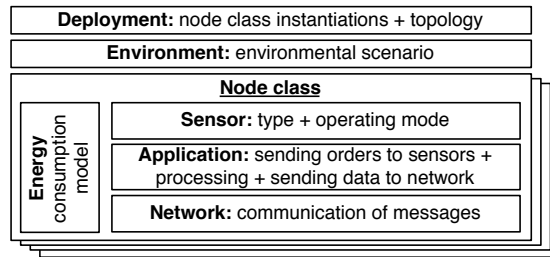 Deployment: node class instantiations + topology
Environment: environmental scenario
Node class
Energy
consumption
model
Sensor: type + operating mode
Application: sending orders to sensors +
processing + sending data to network
Network: communication of messages